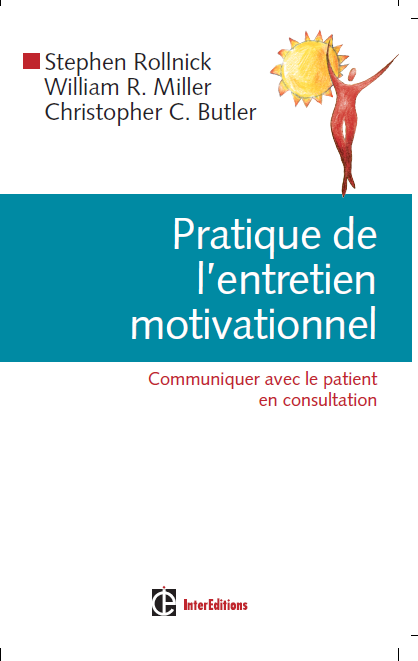 Stephen Rollnick
William R. Miller
Christopher C. Butler
Pratique de
l'entretien
motivationnel
Communiquer avec le patient
en consultation
InterEditions